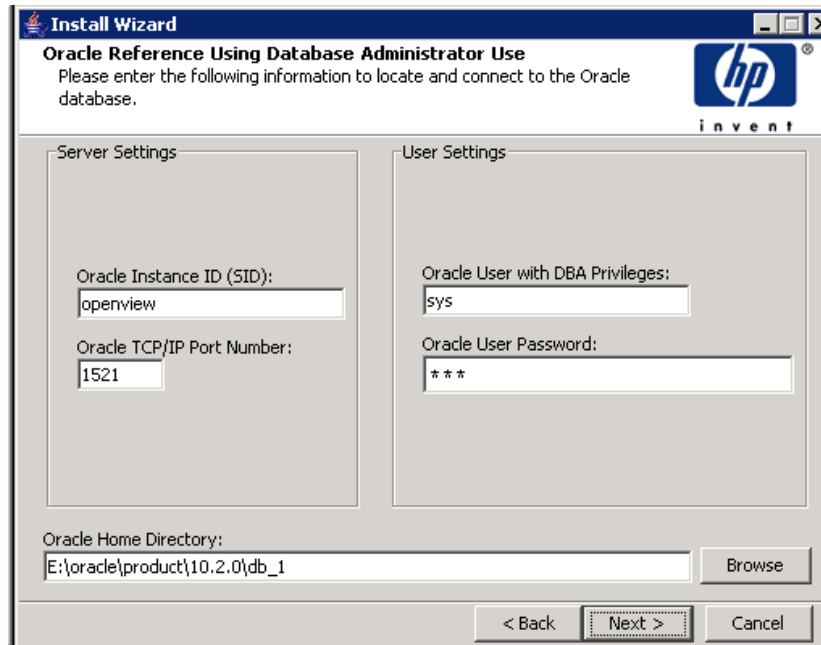 Install Wizard
Oracle Reference Using Database Administrator Use
Please enter the following information to locate and connect to the Oracle
database.
hp
®
invent
Server Settings
Oracle Instance ID (SID):
openview
Oracle TCP/IP Port Number:
1521
User Settings
Oracle User with DBA Privileges:
sys
Oracle User Password:
***
Oracle Home Directory:
E:\oracle\product\10.2.0\db_1
Browse
< Back
Next >
Cancel